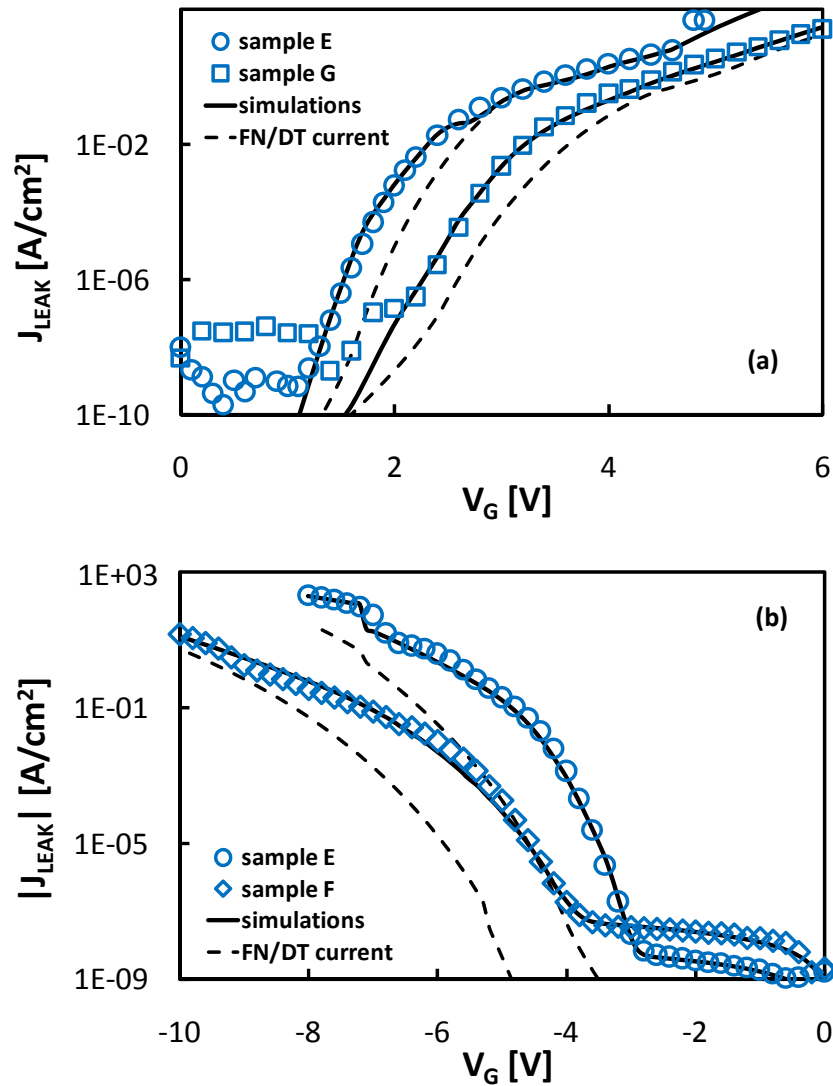 sample E
sample G
simulations
FN/DT current
1E-02
1E-06
1E-10
J_LEAK [A/cm²]
(a)
0 2 4 6
V_G [V]
1E+03
1E-01
1E-05
1E-09
|J_LEAK| [A/cm²]
(b)
sample E
sample F
simulations
FN/DT current
-10 -8 -6 -4 -2 0
V_G [V]